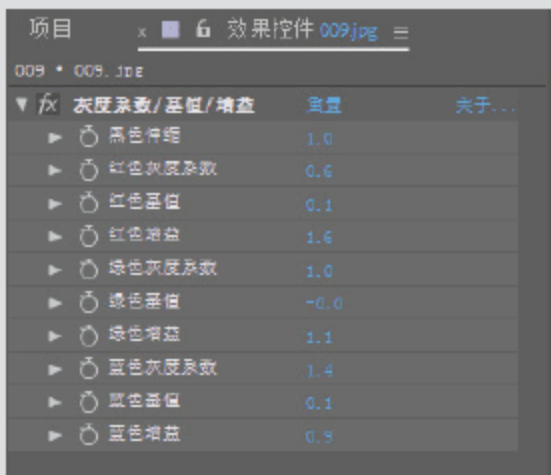 项目 × 效果控件 009.jpg ≡
009 * 009.jpg
fx 灰度系数/基值/增益 重置 关于...
黑色伸缩 1.0
红色灰度系数 0.6
红色基值 0.1
红色增益 1.6
绿色灰度系数 1.0
绿色基值 -0.0
绿色增益 1.1
蓝色灰度系数 1.4
蓝色基值 0.1
蓝色增益 0.9